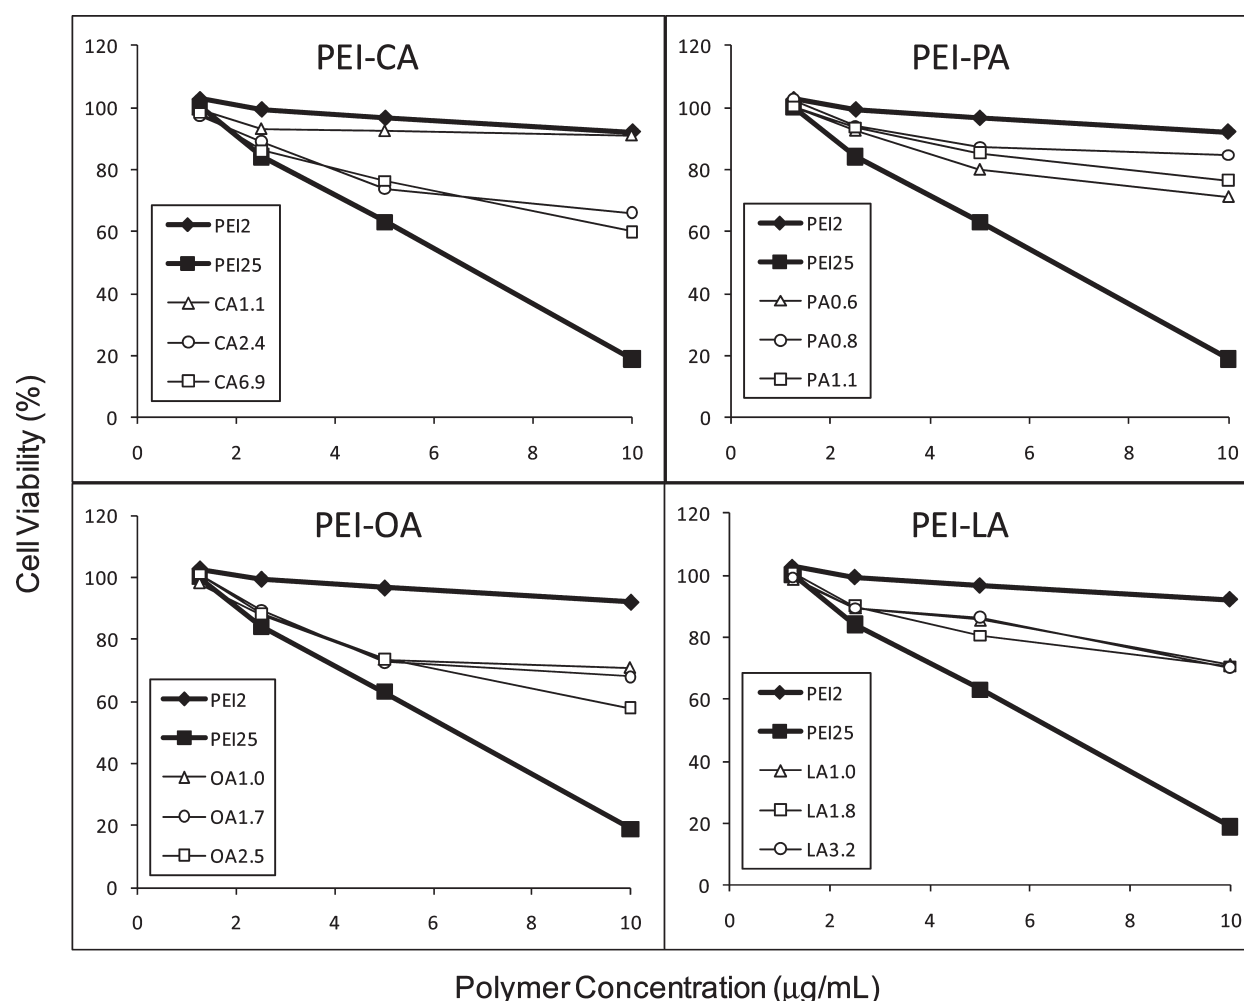 PEI-CA
120
100
80
60
40
20
0
0 2 4 6 8 10
PEI2
PEI25
CA1.1
CA2.4
CA6.9
PEI-PA
120
100
80
60
40
20
0
0 2 4 6 8 10
PEI2
PEI25
PA0.6
PA0.8
PA1.1
Cell Viability (%)
PEI-OA
120
100
80
60
40
20
0
0 2 4 6 8 10
PEI2
PEI25
OA1.0
OA1.7
OA2.5
PEI-LA
120
100
80
60
40
20
0
0 2 4 6 8 10
PEI2
PEI25
LA1.0
LA1.8
LA3.2
Polymer Concentration (μg/mL)